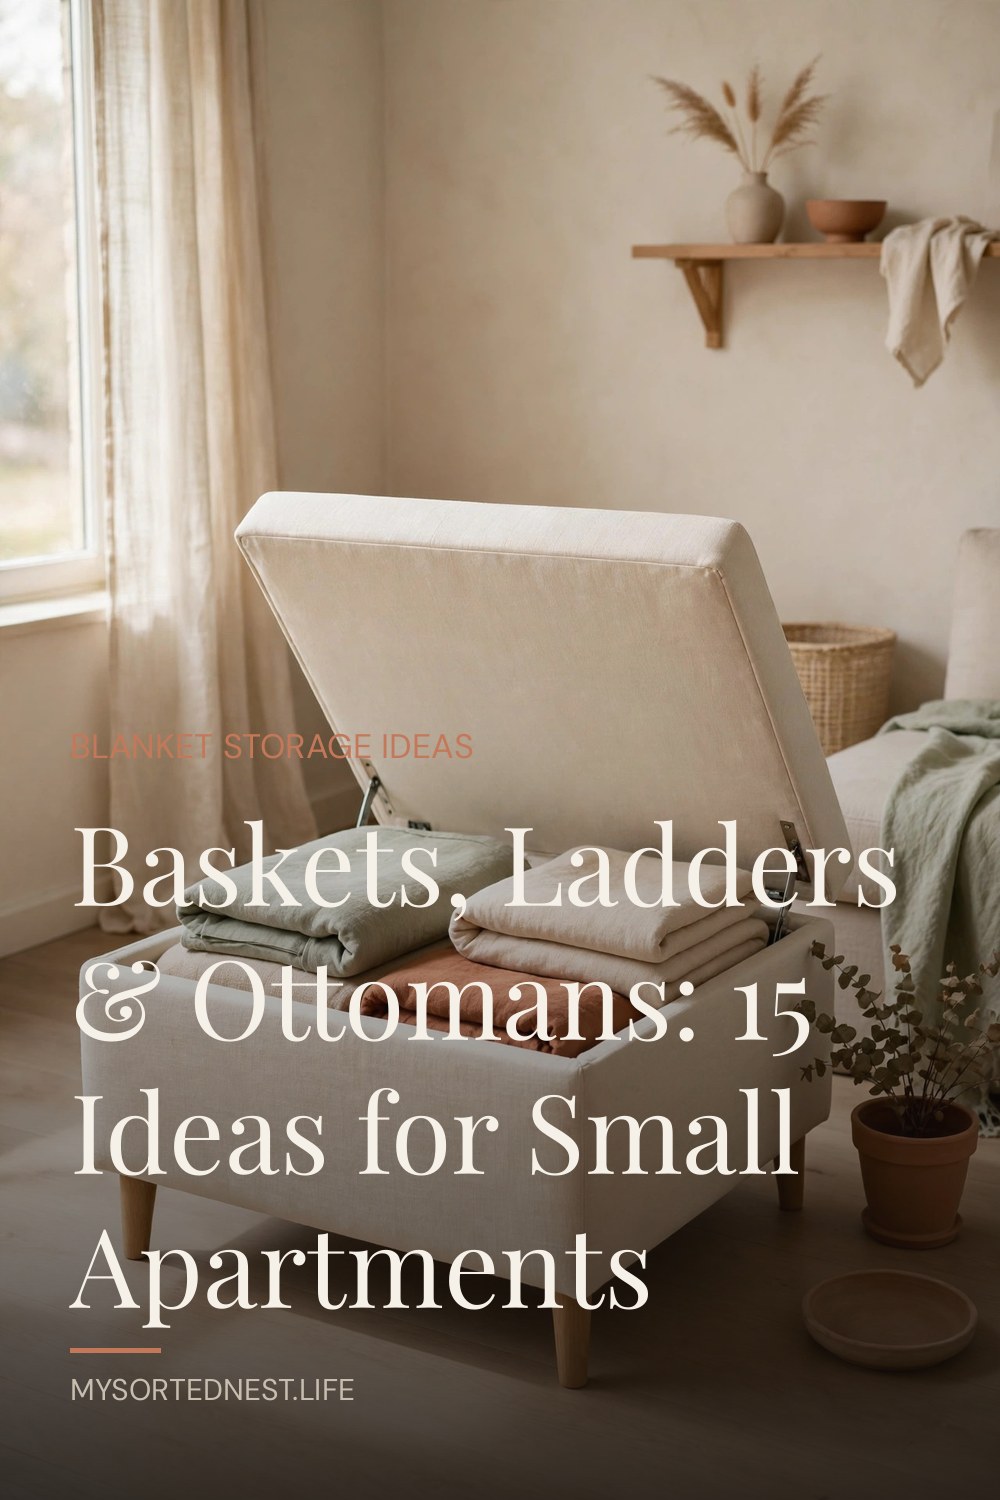 BLANKET STORAGE IDEAS
Baskets, Ladders
& Ottomans: 15
Ideas for Small
Apartments
MYSORTEDNEST.LIFE